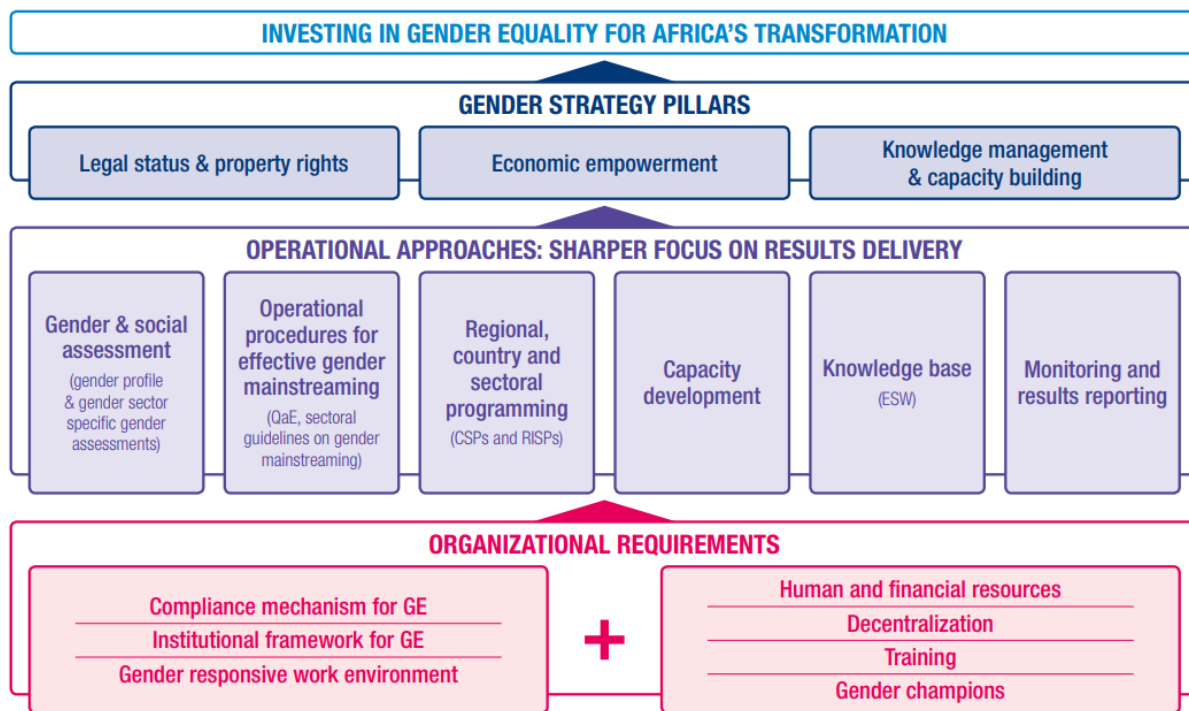 INVESTING IN GENDER EQUALITY FOR AFRICA'S TRANSFORMATION
GENDER STRATEGY PILLARS
Legal status & property rights
Economic empowerment
Knowledge management
& capacity building
OPERATIONAL APPROACHES: SHARPER FOCUS ON RESULTS DELIVERY
Gender & social
assessment
(gender profile
& gender sector
specific gender
assessments)
Operational
procedures for
effective gender
mainstreaming
(QaE, sectoral
guidelines on gender
mainstreaming)
Regional,
country and
sectoral
programming
(CSPs and RISPs)
Capacity
development
Knowledge base
(ESW)
Monitoring and
results reporting
ORGANIZATIONAL REQUIREMENTS
Compliance mechanism for GE
Institutional framework for GE
Gender responsive work environment
+
Human and financial resources
Decentralization
Training
Gender champions